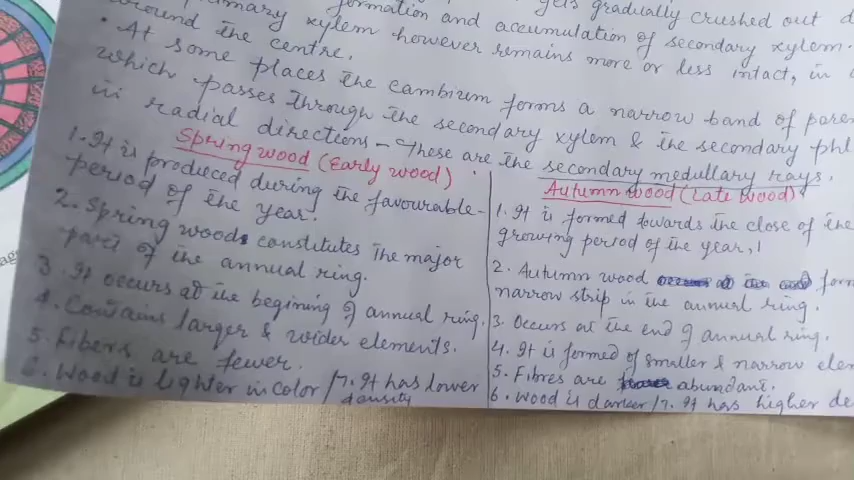 formation and accumulation of secondary xylem.
xylem however remains more or less intact, in
around the centre.
• At some places the cambium forms a narrow band of paren
which passes through the secondary xylem & the secondary phl
in radial directions - These are the secondary medullary rays.
Spring wood (Early wood)
1. It is produced during the favourable-
period of the year.
2. Spring woods constitutes the major
part of the annual ring.
3. It occurs at the begining of annual ring.
4. Contains larger & wider elements.
5. Fibers are fewer.
6. Wood is lighter in color / 7. It has lower
density
Autumn wood (Late wood)
1. It is formed towards the close of the
growing period of the year,
2. Autumn wood form
narrow strip in the annual ring.
3. Occurs at the end of annual ring.
4. It is formed of smaller & narrow elem
5. Fibres are abundant.
6. Wood is darker / 7. It has higher de